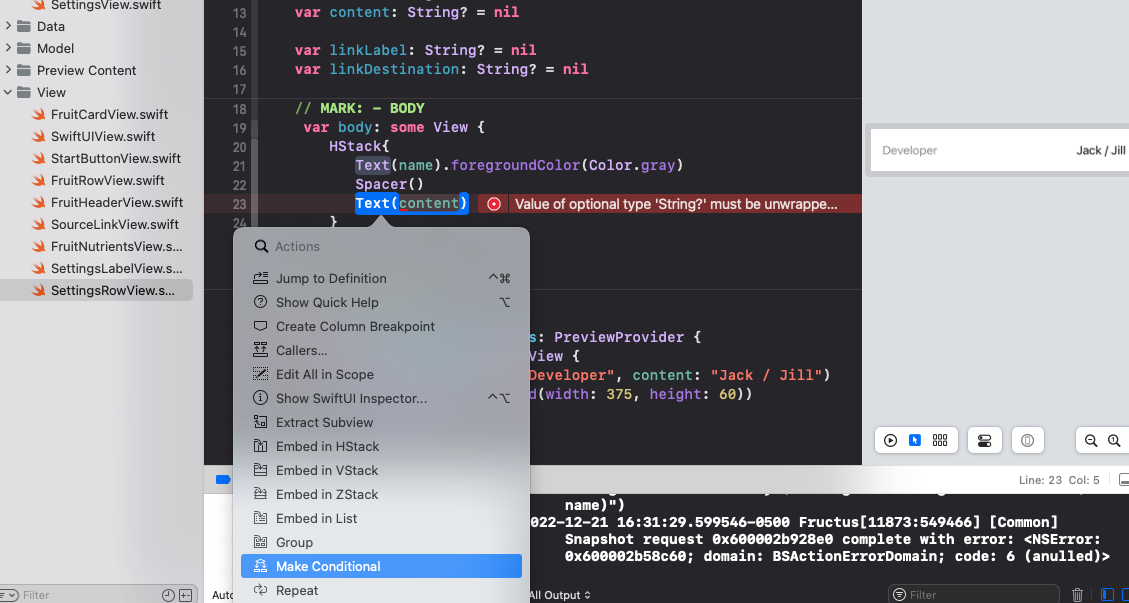 SettingsView.swift
Data
Model
Preview Content
View
FruitCardView.swift
SwiftUIView.swift
StartButtonView.swift
FruitRowView.swift
FruitHeaderView.swift
SourceLinkView.swift
FruitNutrientsView.s...
SettingsLabelView.s...
SettingsRowView.s...
Filter
13 var content: String? = nil
14
15 var linkLabel: String? = nil
16 var linkDestination: String? = nil
17
18 // MARK: - BODY
19 var body: some View {
20 HStack{
21 Text(name).foregroundColor(Color.gray)
22 Spacer()
23 Text(content) Value of optional type 'String?' must be unwrappe...
24 }
Actions
Jump to Definition ^⌘
Show Quick Help ⌥
Create Column Breakpoint
Callers...
Edit All in Scope
Show SwiftUI Inspector... ^⌥
Extract Subview
Embed in HStack
Embed in VStack
Embed in ZStack
Embed in List
Group
Make Conditional
Repeat
s: PreviewProvider {
View {
Developer", content: "Jack / Jill")
d(width: 375, height: 60))
Developer Jack / Jill
Line: 23 Col: 5
name)")
022-12-21 16:31:29.599546-0500 Fructus[11873:549466] [Common]
Snapshot request 0x600002b928e0 complete with error: <NSError:
0x600002b58c60; domain: BSActionErrorDomain; code: 6 (anulled)>
Auto
All Output
Filter